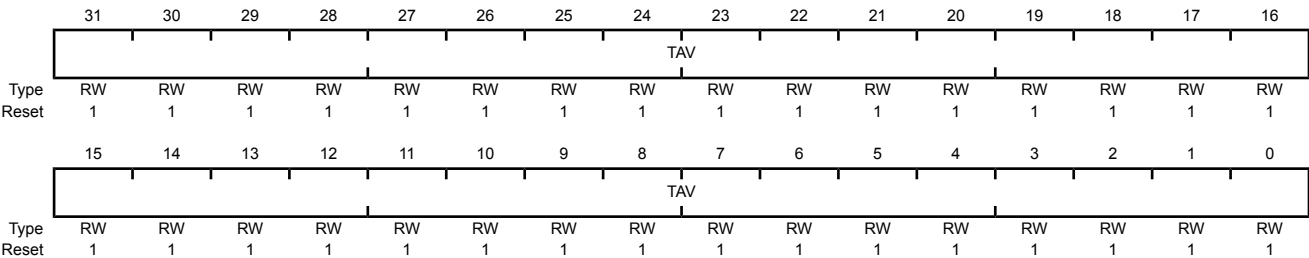 31 30 29 28 27 26 25 24 23 22 21 20 19 18 17 16
TAV
Type RW RW RW RW RW RW RW RW RW RW RW RW RW RW RW RW
Reset 1 1 1 1 1 1 1 1 1 1 1 1 1 1 1 1
15 14 13 12 11 10 9 8 7 6 5 4 3 2 1 0
TAV
Type RW RW RW RW RW RW RW RW RW RW RW RW RW RW RW RW
Reset 1 1 1 1 1 1 1 1 1 1 1 1 1 1 1 1